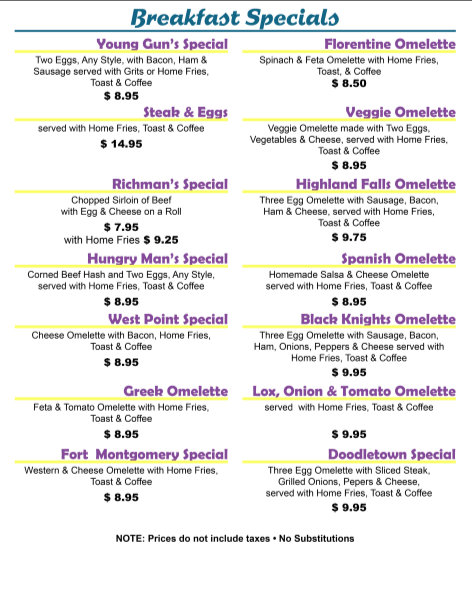 Breakfast Specials
Young Gun's Special
Two Eggs, Any Style, with Bacon, Ham &
Sausage served with Grits or Home Fries,
Toast & Coffee
$ 8.95
Steak & Eggs
served with Home Fries, Toast & Coffee
$ 14.95
Richman's Special
Chopped Sirloin of Beef
with Egg & Cheese on a Roll
$ 7.95
with Home Fries $ 9.25
Hungry Man's Special
Corned Beef Hash and Two Eggs, Any Style,
served with Home Fries, Toast & Coffee
$ 8.95
West Point Special
Cheese Omelette with Bacon, Home Fries,
Toast & Coffee
$ 8.95
Greek Omelette
Feta & Tomato Omelette with Home Fries,
Toast & Coffee
$ 8.95
Fort Montgomery Special
Western & Cheese Omelette with Home Fries,
Toast & Coffee
$ 8.95
Florentine Omelette
Spinach & Feta Omelette with Home Fries,
Toast, & Coffee
$ 8.50
Veggie Omelette
Veggie Omelette made with Two Eggs,
Vegetables & Cheese, served with Home Fries,
Toast & Coffee
$ 8.95
Highland Falls Omelette
Three Egg Omelette with Sausage, Bacon,
Ham & Cheese, served with Home Fries,
Toast & Coffee
$ 9.75
Spanish Omelette
Homemade Salsa & Cheese Omelette
served with Home Fries, Toast & Coffee
$ 8.95
Black Knights Omelette
Three Egg Omelette with Sausage, Bacon,
Ham, Onions, Peppers & Cheese served with
Home Fries, Toast & Coffee
$ 9.95
Lox, Onion & Tomato Omelette
served with Home Fries, Toast & Coffee
$ 9.95
Doodletown Special
Three Egg Omelette with Sliced Steak,
Grilled Onions, Pepers & Cheese,
served with Home Fries, Toast & Coffee
$ 9.95
NOTE: Prices do not include taxes • No Substitutions